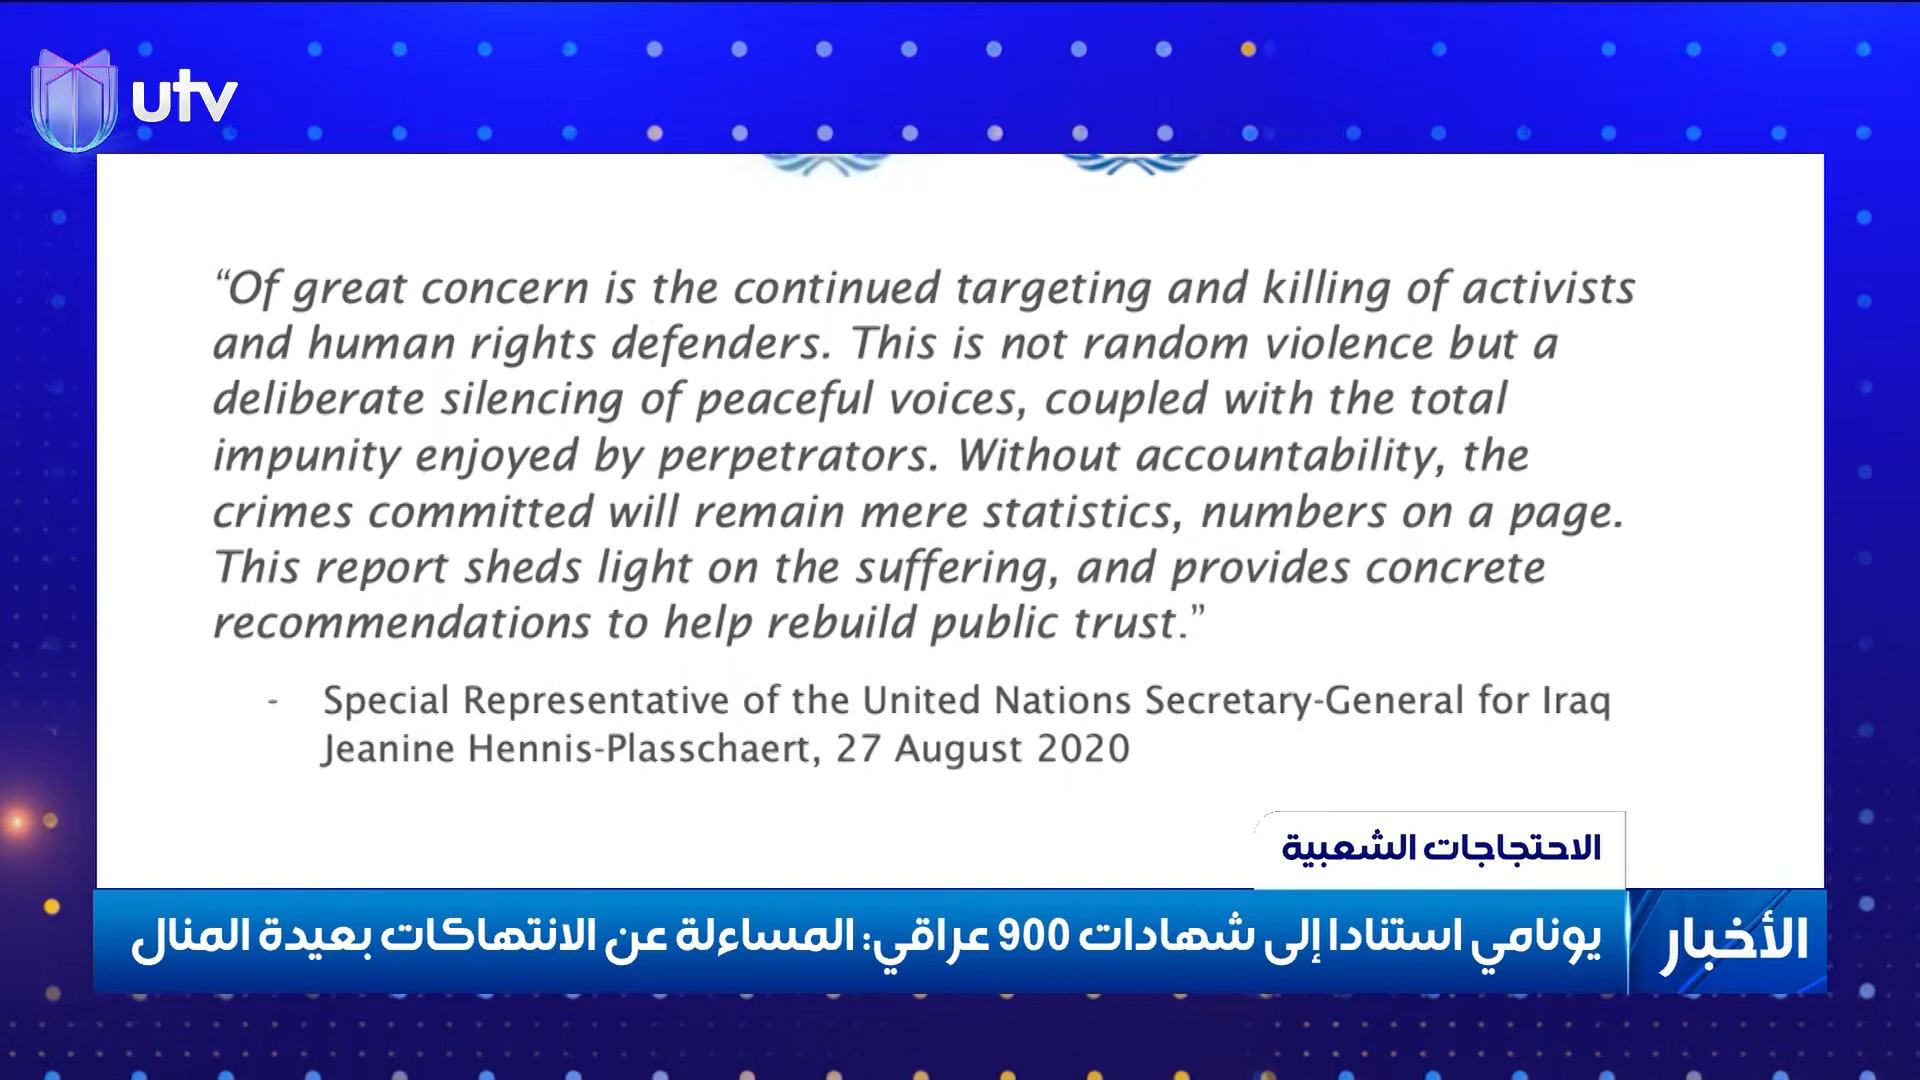 utv
“Of great concern is the continued targeting and killing of activists
and human rights defenders. This is not random violence but a
deliberate silencing of peaceful voices, coupled with the total
impunity enjoyed by perpetrators. Without accountability, the
crimes committed will remain mere statistics, numbers on a page.
This report sheds light on the suffering, and provides concrete
recommendations to help rebuild public trust.”
- Special Representative of the United Nations Secretary-General for Iraq
Jeanine Hennis-Plasschaert, 27 August 2020
الاحتجاجات الشعبية
الأخبار
يونامي استنادا إلى شهادات 900 عراقي: المساءلة عن الانتهاكات بعيدة المنال